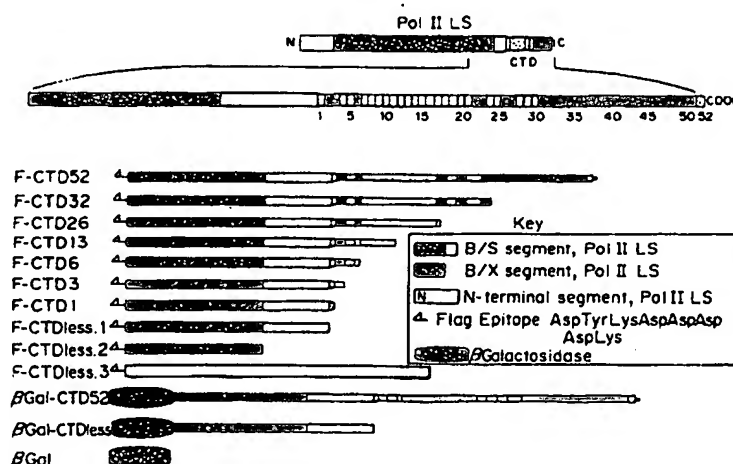 Pol II LS
N
C
CTD
COOH
1 5 10 15 20 25 30 35 40 45 50 52
F-CTD52
F-CTD32
F-CTD26
F-CTD13
F-CTD6
F-CTD3
F-CTD1
F-CTDless.1
F-CTDless.2
F-CTDless.3
βGal-CTD52
βGal-CTDless
βGal
Key
B/S segment, Pol II LS
B/X segment, Pol II LS
N N-terminal segment, Pol II LS
Flag Epitope AspTyrLysAspAspAsp
AspLys
βGalactosidase